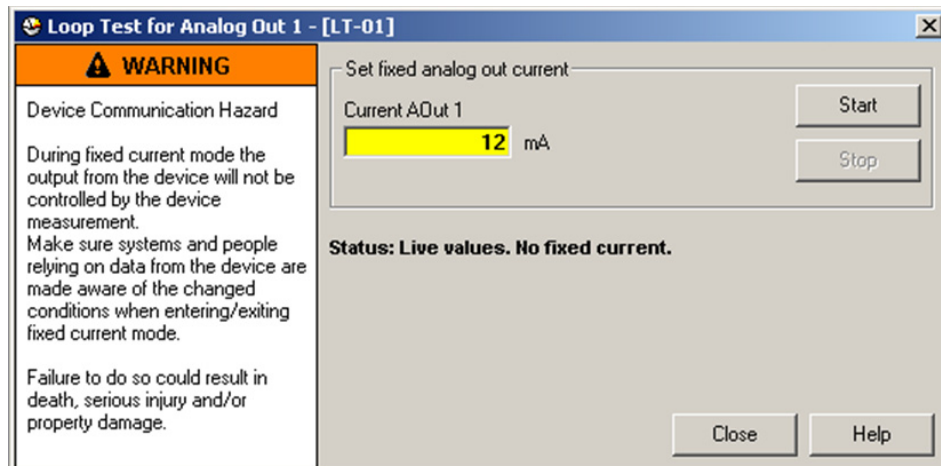 Loop Test for Analog Out 1 - [LT-01]
WARNING
Device Communication Hazard
During fixed current mode the
output from the device will not be
controlled by the device
measurement.
Make sure systems and people
relying on data from the device are
made aware of the changed
conditions when entering/exiting
fixed current mode.
Failure to do so could result in
death, serious injury and/or
property damage.
Set fixed analog out current
Current AOut 1
12 mA
Start
Stop
Status: Live values. No fixed current.
Close
Help